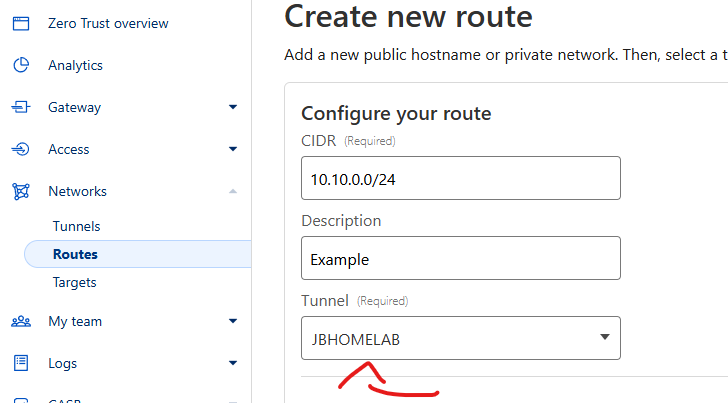 Zero Trust overview
Analytics
Gateway
Access
Networks
Tunnels
Routes
Targets
My team
Logs
Create new route
Add a new public hostname or private network. Then, select a t
Configure your route
CIDR (Required)
10.10.0.0/24
Description
Example
Tunnel (Required)
JBHOMELAB